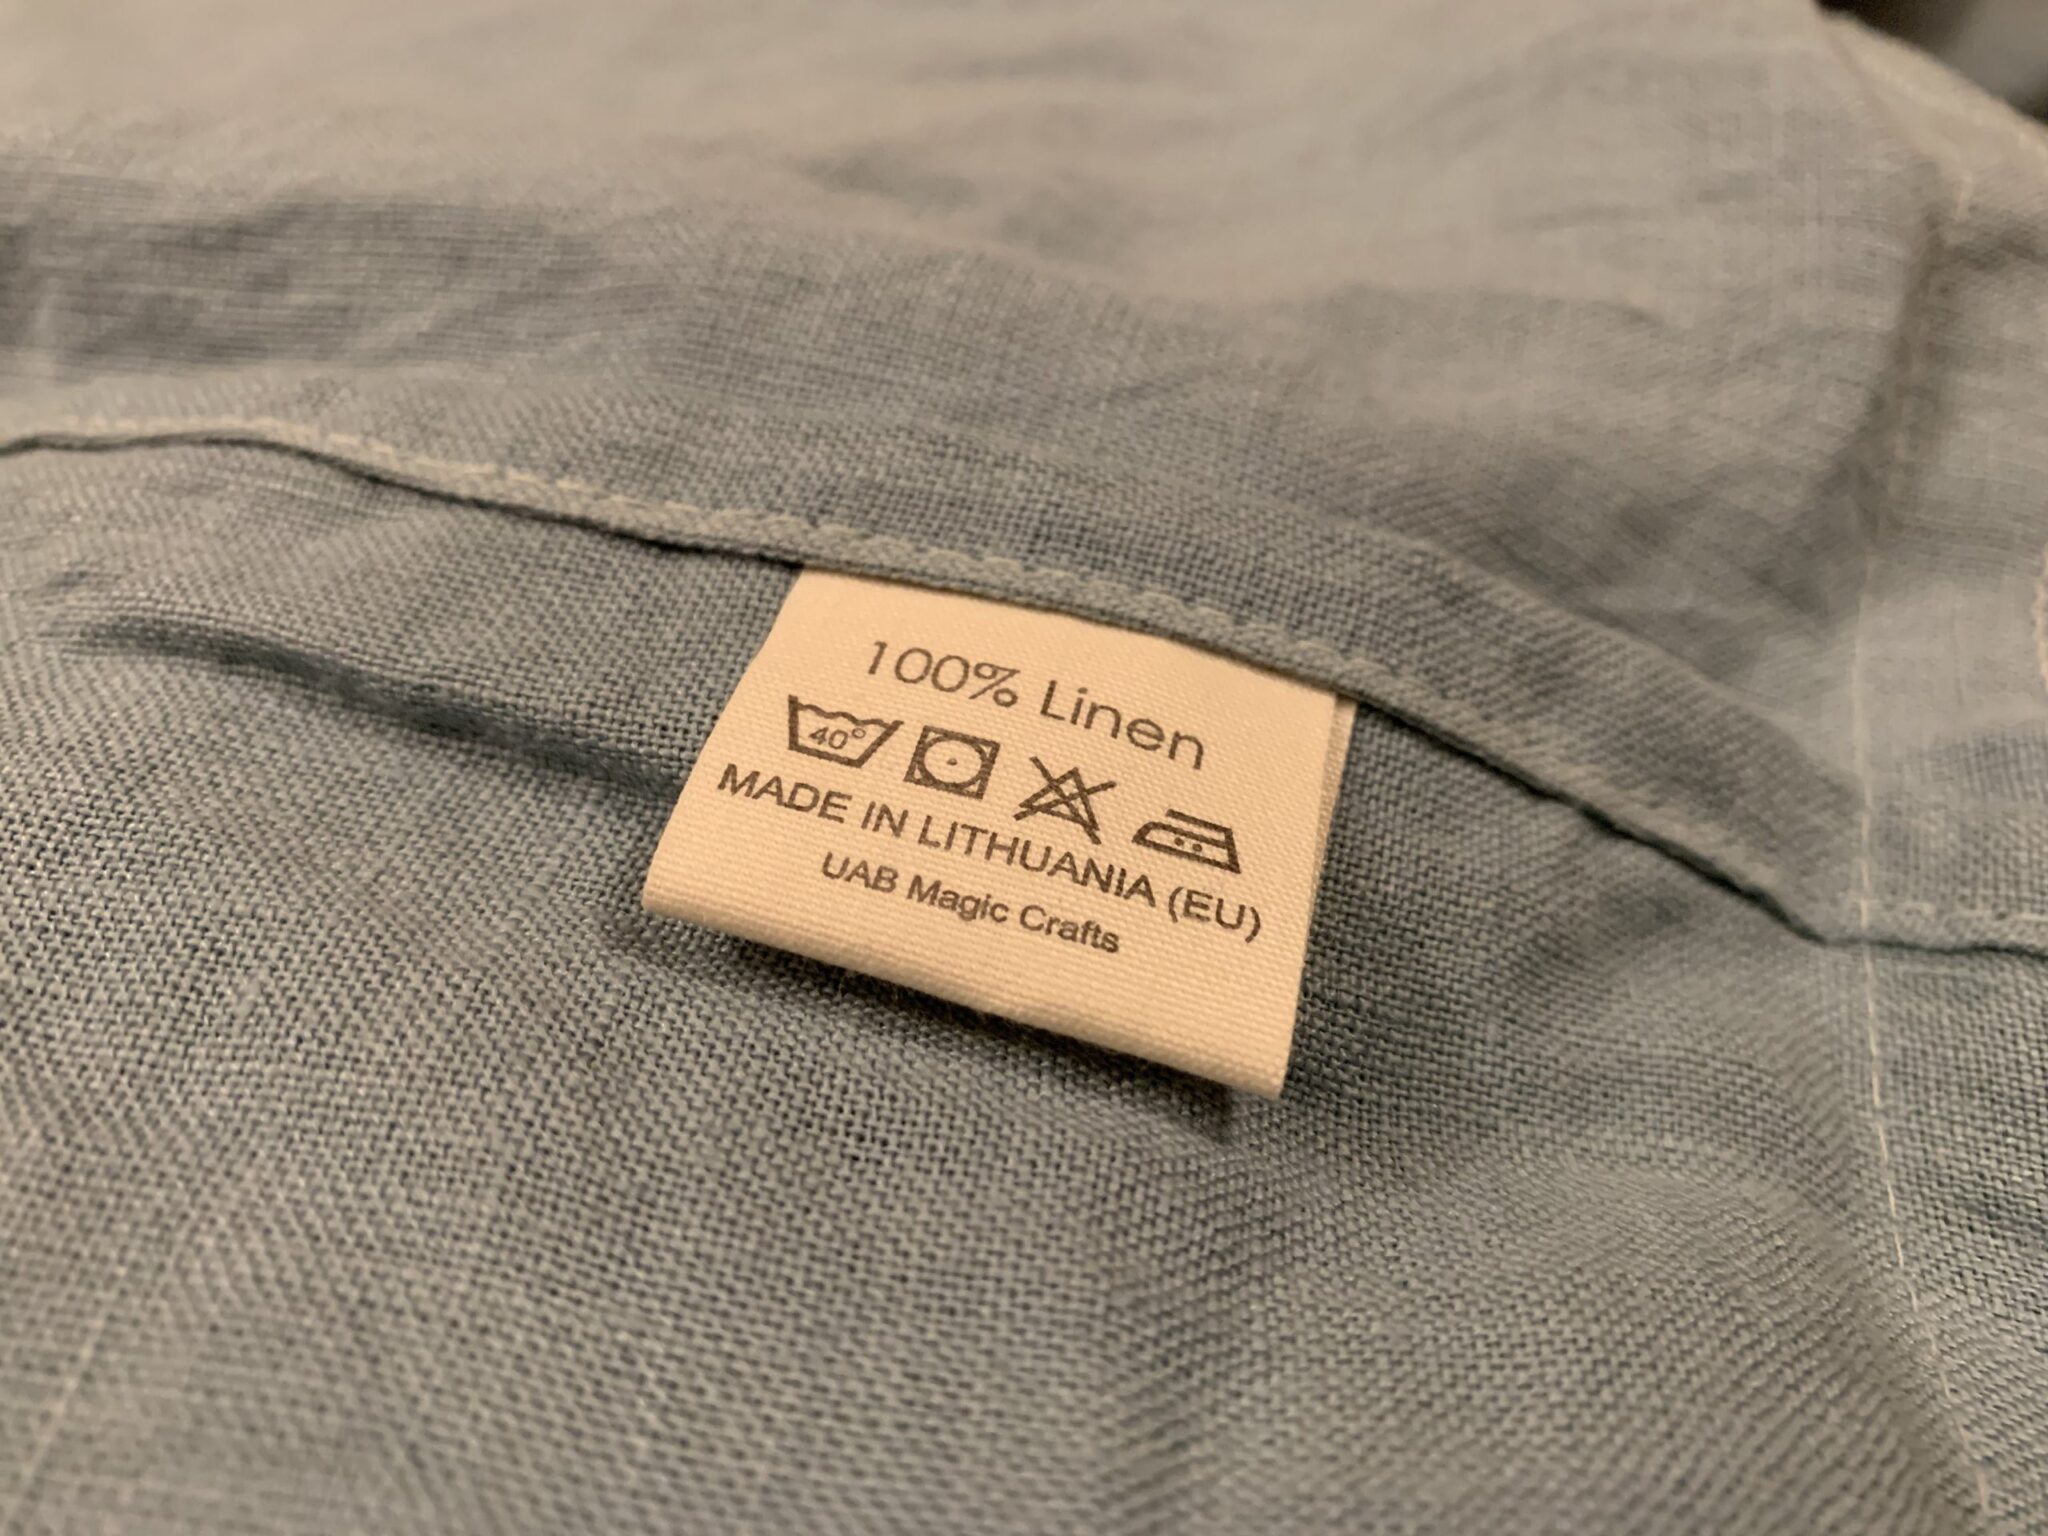 100% Linen
40°
MADE IN LITHUANIA (EU)
UAB Magic Crafts